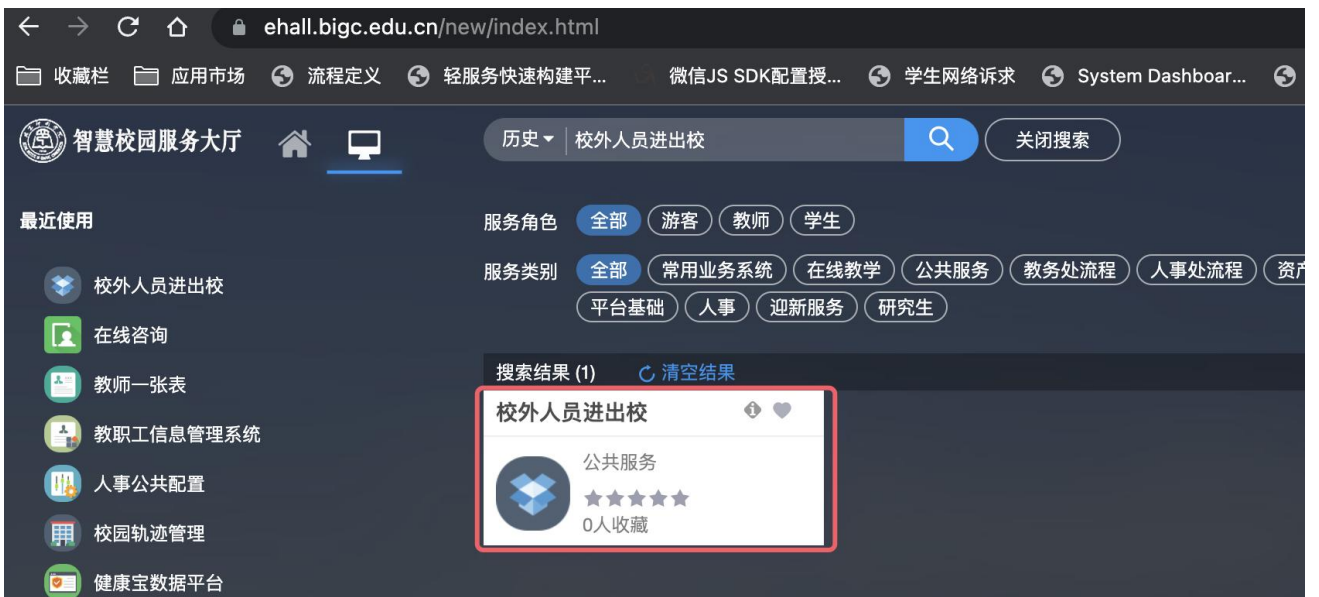 ehall.bigc.edu.cn/new/index.html
收藏栏 应用市场 流程定义 轻服务快速构建平... 微信JS SDK配置授... 学生网络诉求 System Dashboar...
智慧校园服务大厅 历史 校外人员进出校 关闭搜索
最近使用
校外人员进出校
在线咨询
教师一张表
教职工信息管理系统
人事公共配置
校园轨迹管理
健康宝数据平台
服务角色 全部 游客 教师 学生
服务类别 全部 常用业务系统 在线教学 公共服务 教务处流程 人事处流程 资产
平台基础 人事 迎新服务 研究生
搜索结果 (1) 清空结果
校外人员进出校
公共服务
0人收藏